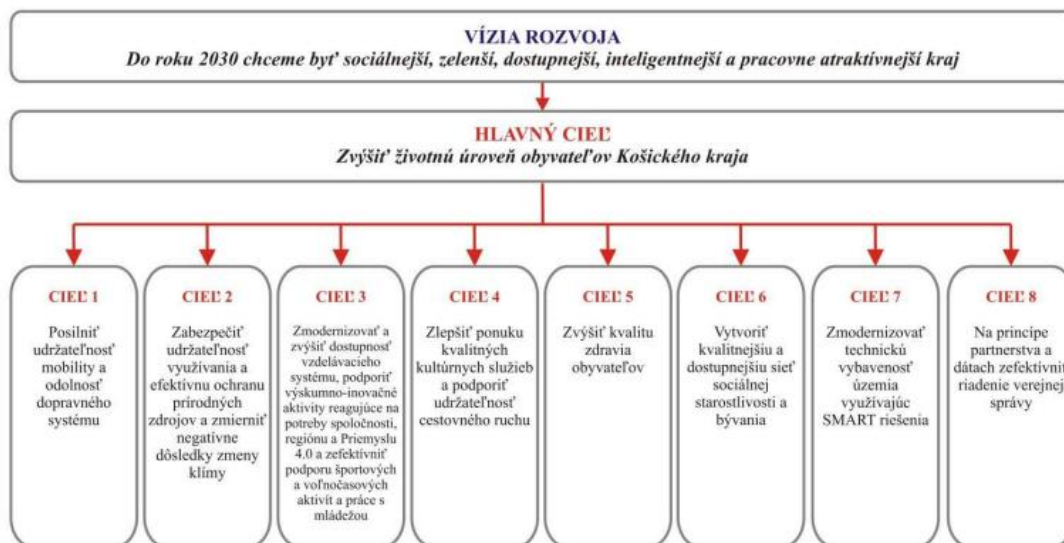 VÍZIA ROZVOJA
Do roku 2030 chceme byť sociálnejší, zelenší, dostupnejší, inteligentnejší a pracovne atraktívnejší kraj
HLAVNÝ CIEĽ
Zvýšiť životnú úroveň obyvateľov Košického kraja
CIEĽ 1
Posilniť
udržateľnosť
mobility a
odolnosť
dopravného
systému
CIEĽ 2
Zabezpečiť
udržateľnosť
využívania a
efektívnu ochranu
prírodných
zdrojov a zmierniť
negatívne
dôsledky zmeny
klímy
CIEĽ 3
Zmodernizovať a
zvýšiť dostupnosť
vzdelávacieho
systému, podporiť
výskumno-inovačné
aktivity reagujúce na
potreby spoločnosti,
regiónu a Priemyslu
4.0 a zefektívniť
podporu športových
a voľnočasových
aktivít a práce s
mládežou
CIEĽ 4
Zlepšiť ponuku
kvalitných
kultúrnych služieb
a podporiť
udržateľnosť
cestovného ruchu
CIEĽ 5
Zvýšiť kvalitu
zdravia
obyvateľov
CIEĽ 6
Vytvoriť
kvalitnejšiu a
dostupnejšiu sieť
sociálnej
starostlivosti a
bývania
CIEĽ 7
Zmodernizovať
technickú
vybavenosť
územia
využívajúc
SMART riešenia
CIEĽ 8
Na princípe
partnerstva a
dátach zefektívniť
riadenie verejnej
správy